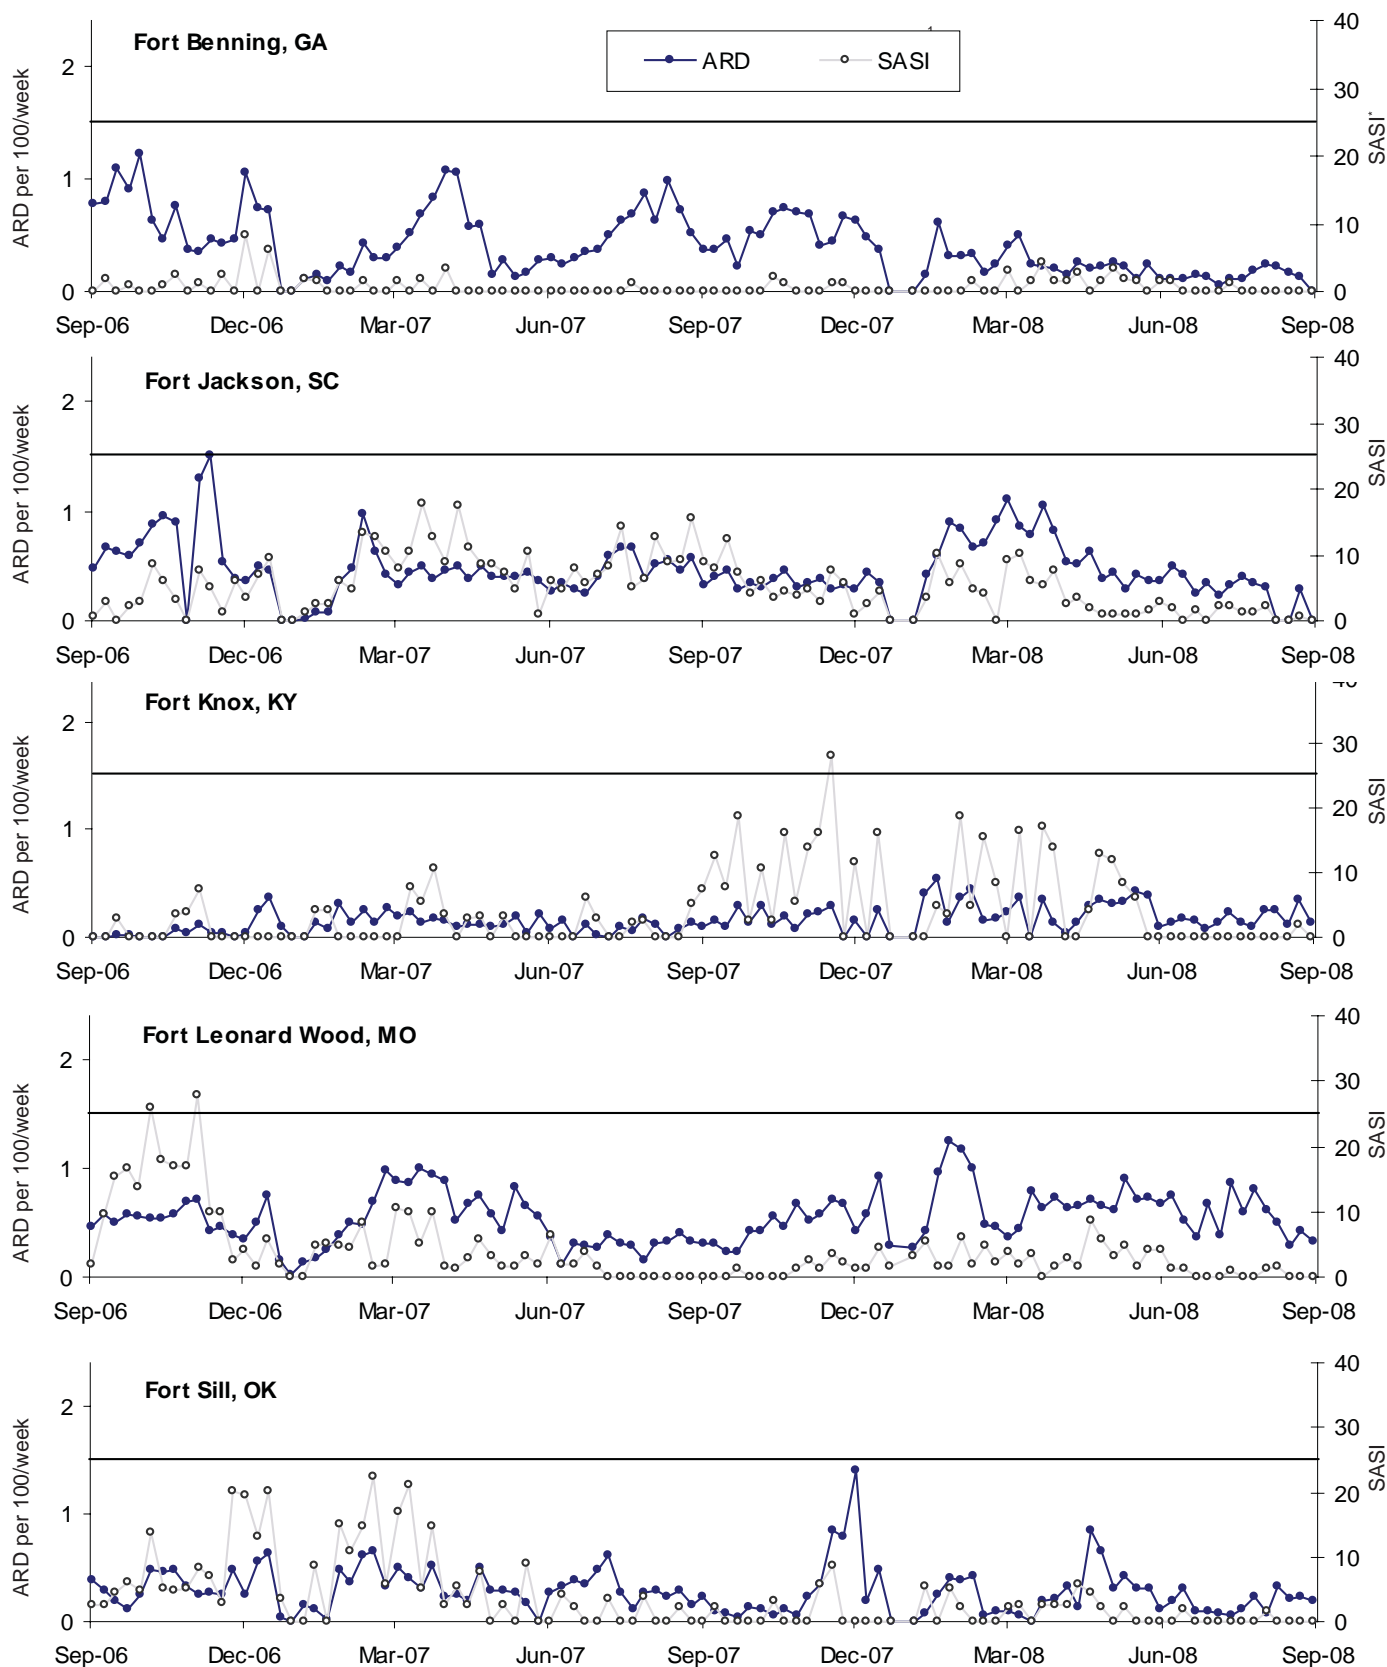 Fort Benning, GA
1
ARD SASI
40
2
30
20
1
10
0 0
ARD per 100/week
SASI*
Sep-06 Dec-06 Mar-07 Jun-07 Sep-07 Dec-07 Mar-08 Jun-08 Sep-08
Fort Jackson, SC
40
2
30
20
1
10
0 0
ARD per 100/week
SASI
Sep-06 Dec-06 Mar-07 Jun-07 Sep-07 Dec-07 Mar-08 Jun-08 Sep-08
Fort Knox, KY
40
2
30
20
1
10
0 0
ARD per 100/week
SASI
Sep-06 Dec-06 Mar-07 Jun-07 Sep-07 Dec-07 Mar-08 Jun-08 Sep-08
Fort Leonard Wood, MO
40
2
30
20
1
10
0 0
ARD per 100/week
SASI
Sep-06 Dec-06 Mar-07 Jun-07 Sep-07 Dec-07 Mar-08 Jun-08 Sep-08
Fort Sill, OK
40
2
30
20
1
10
0 0
ARD per 100/week
SASI
Sep-06 Dec-06 Mar-07 Jun-07 Sep-07 Dec-07 Mar-08 Jun-08 Sep-08